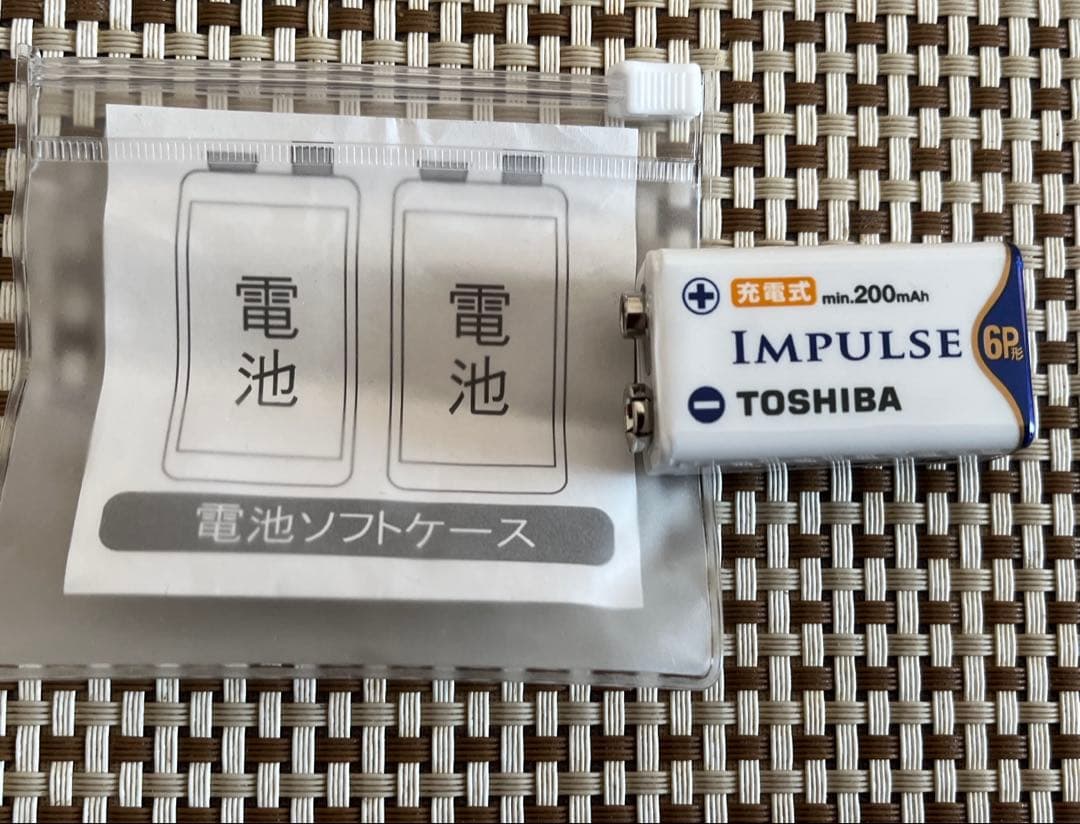 電池
電池
電池ソフトケース
充電式 min.200mAh
IMPULSE
6P形
TOSHIBA